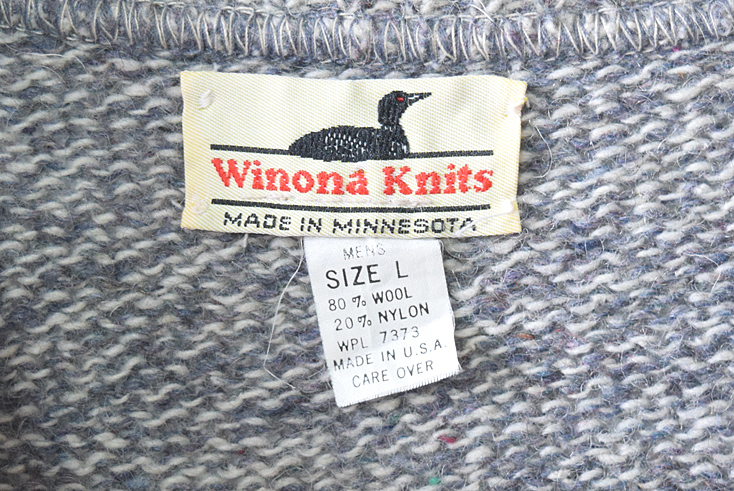 Winona Knits
MADE IN MINNESOTA
MENS
SIZE L
80% WOOL
20% NYLON
WPL 7373
MADE IN U.S.A.
CARE OVER